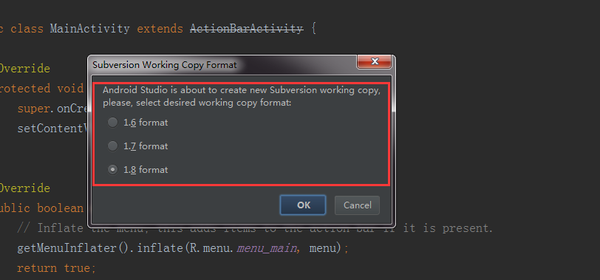 c class MainActivity extends ActionBarActivity {
Subversion Working Copy Format
Override
rotected void
Android Studio is about to create new Subversion working copy,
please, select desired working copy format:
super.onCre
setContentV
1.6 format
1.7 format
1.8 format
Override
ublic boolean
OK
Cancel
// Inflate the menu; this adds items to the action bar if it is present.
getMenuInflater().inflate(R.menu.menu_main, menu);
return true;